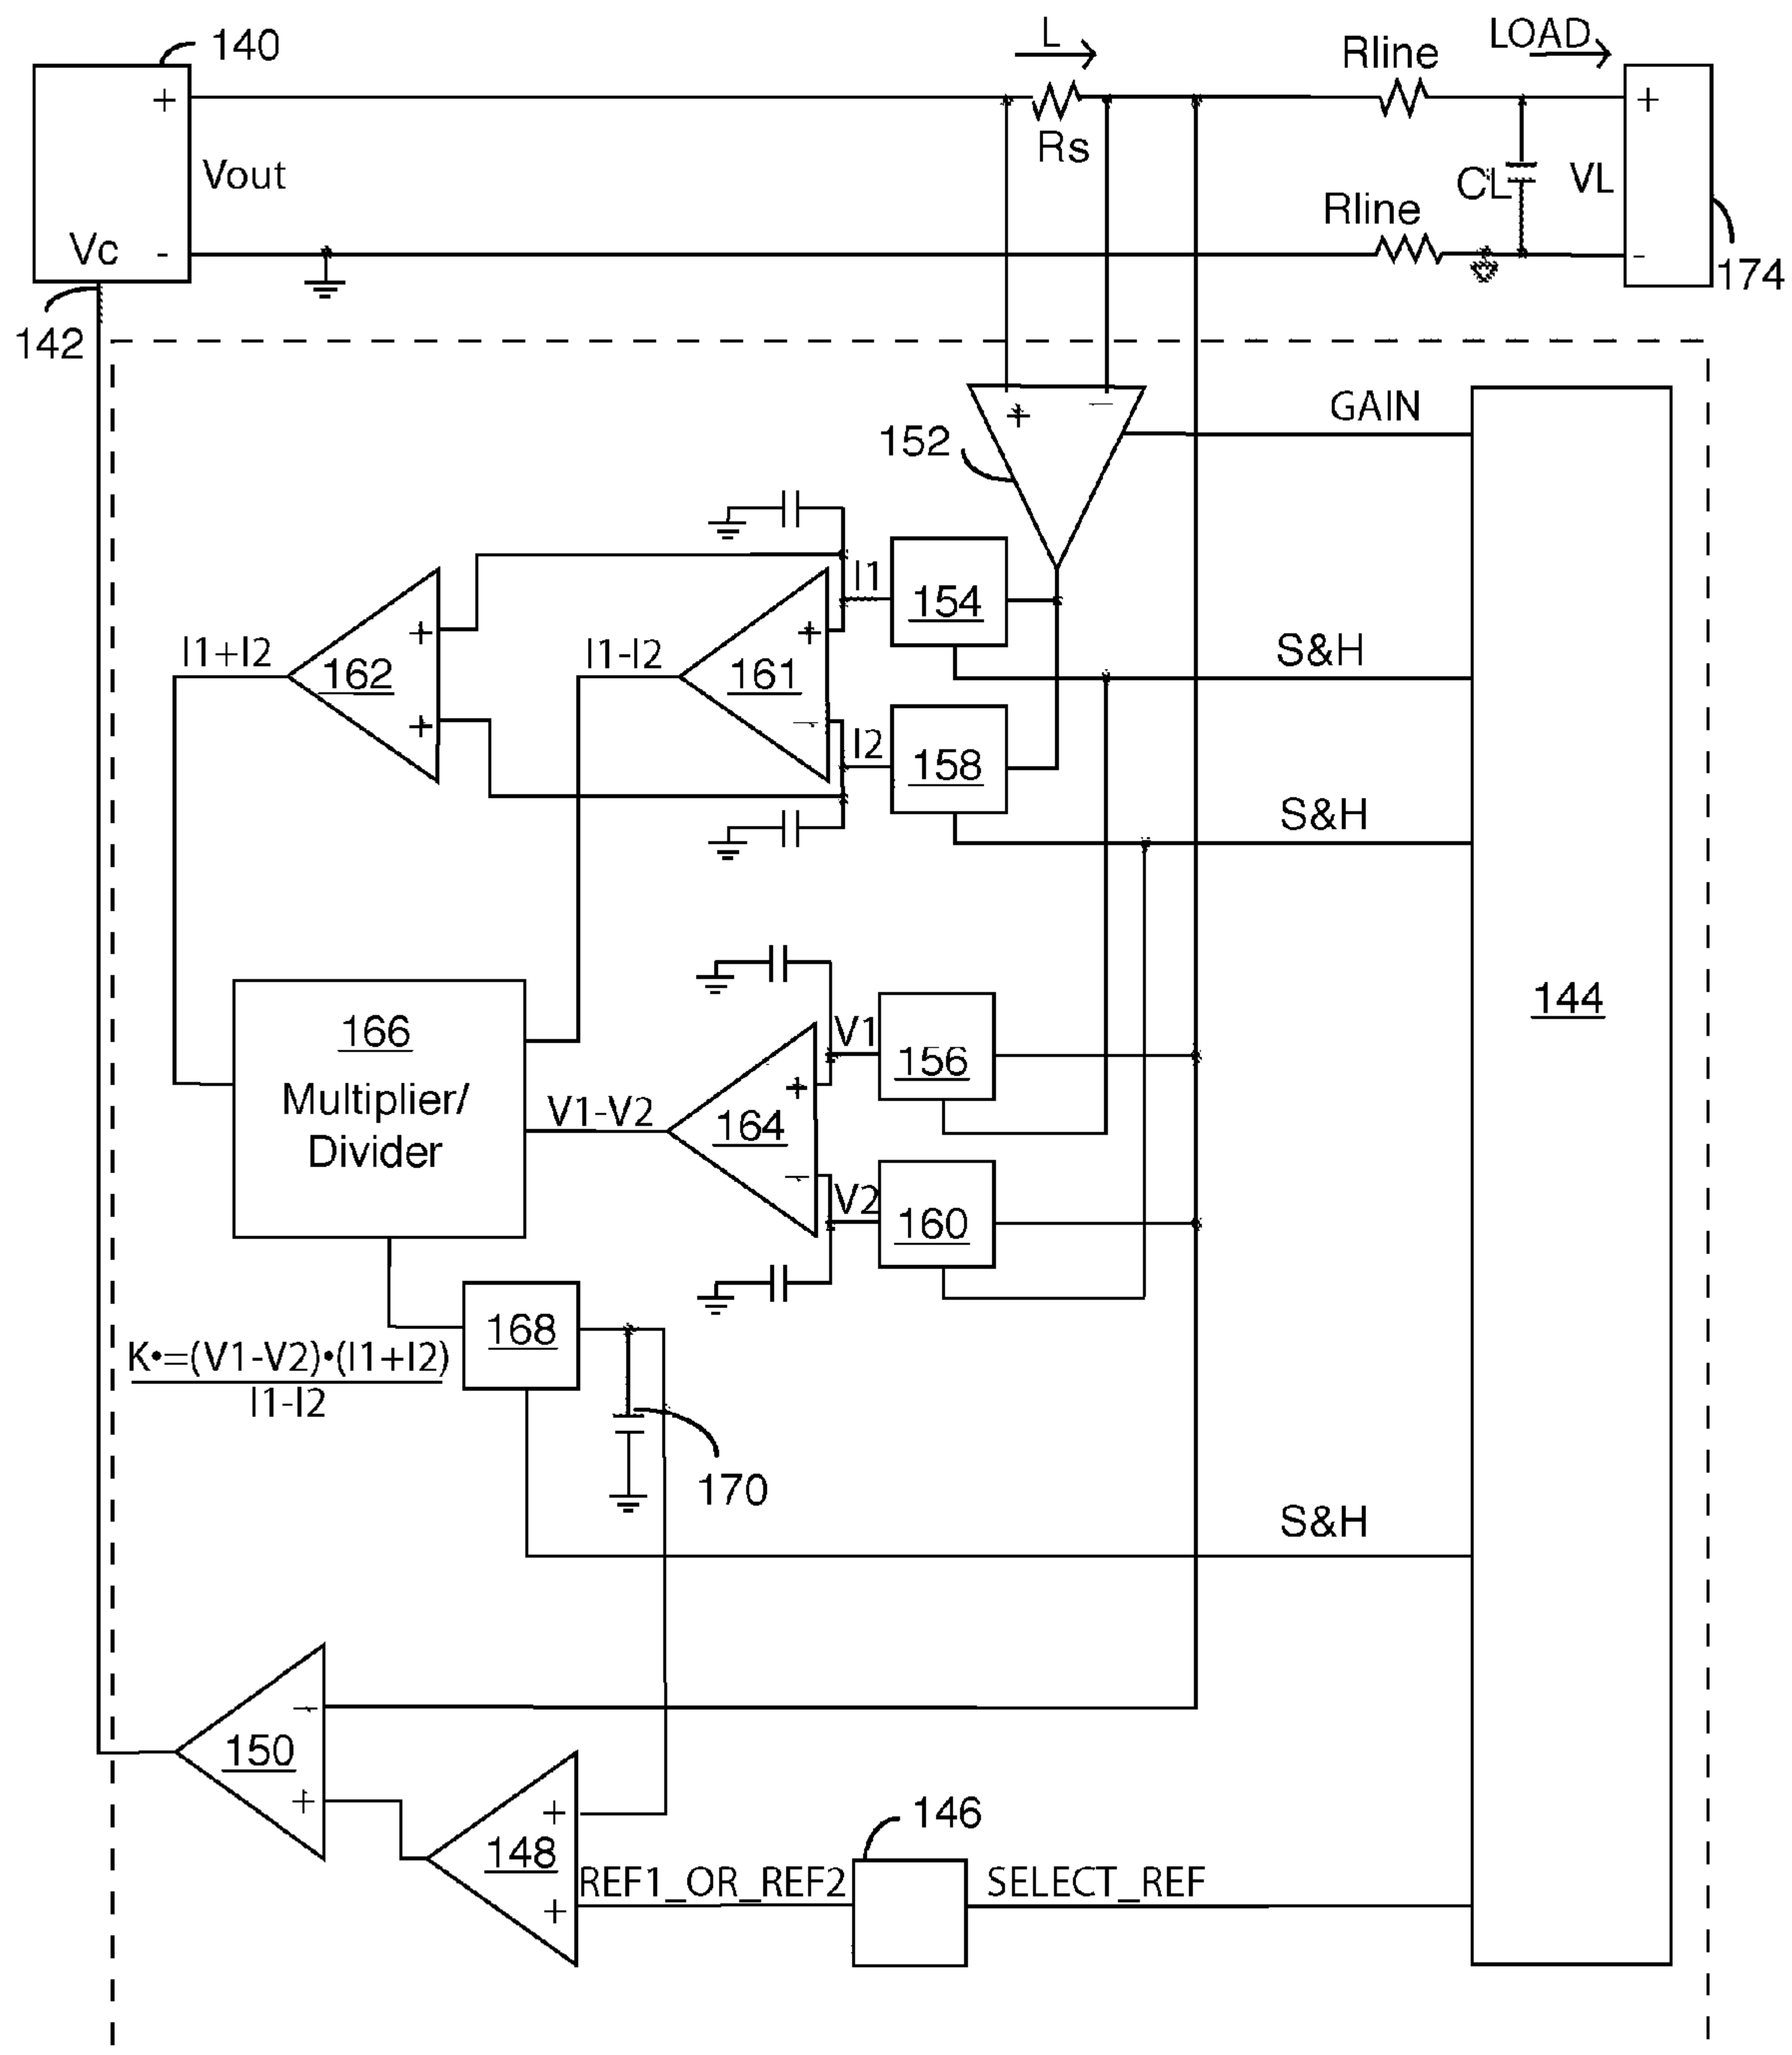 140
L
Rline
LOAD
+
+
Rs
Vout
CL
VL
Rline
Vc
-
-
174
142
+
−
GAIN
152
I1
154
I1+I2
+
162
I1-I2
+
161
S&H
+
−
I2
158
S&H
144
166
V1
156
Multiplier/
Divider
V1-V2
+
164
−
V2
160
168
K•=(V1-V2)•(I1+I2)
I1-I2
170
S&H
−
150
+
+
148
146
REF1_OR_REF2
SELECT_REF
+